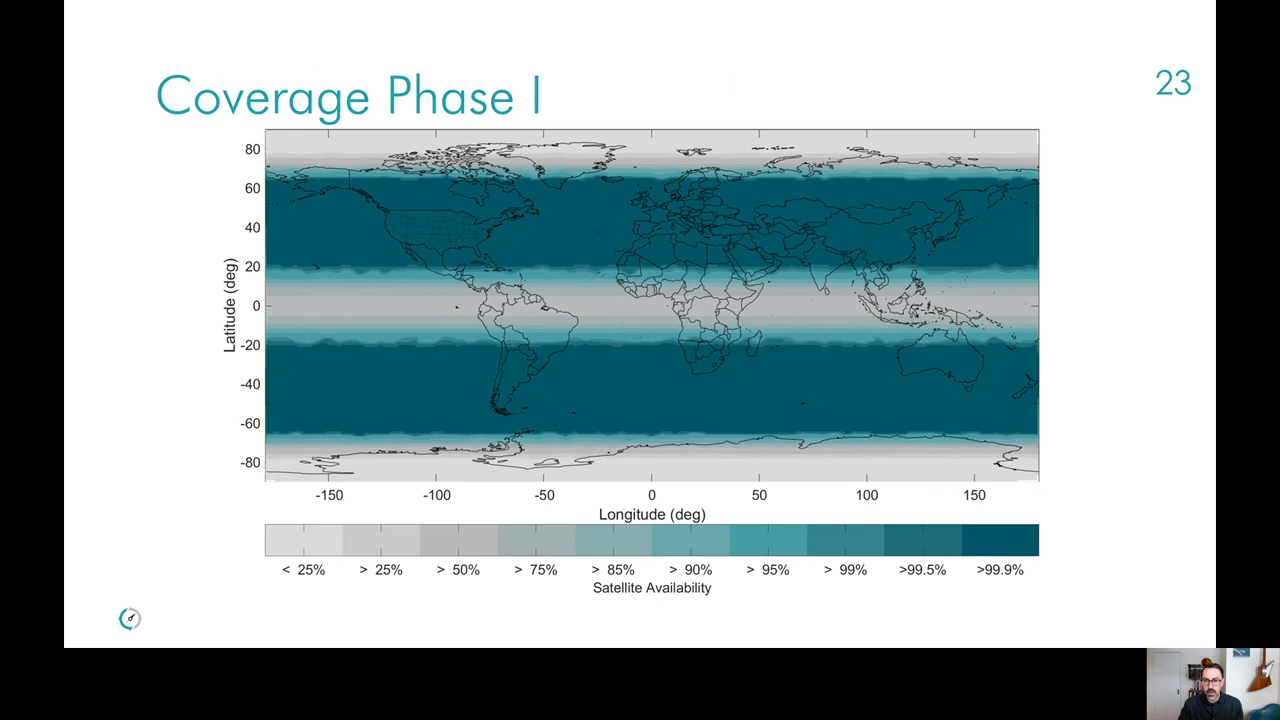 Coverage Phase I
23
80
60
40
20
0
-20
-40
-60
-80
Latitude (deg)
-150 -100 -50 0 50 100 150
Longitude (deg)
< 25% > 25% > 50% > 75% > 85% > 90% > 95% > 99% >99.5% >99.9%
Satellite Availability